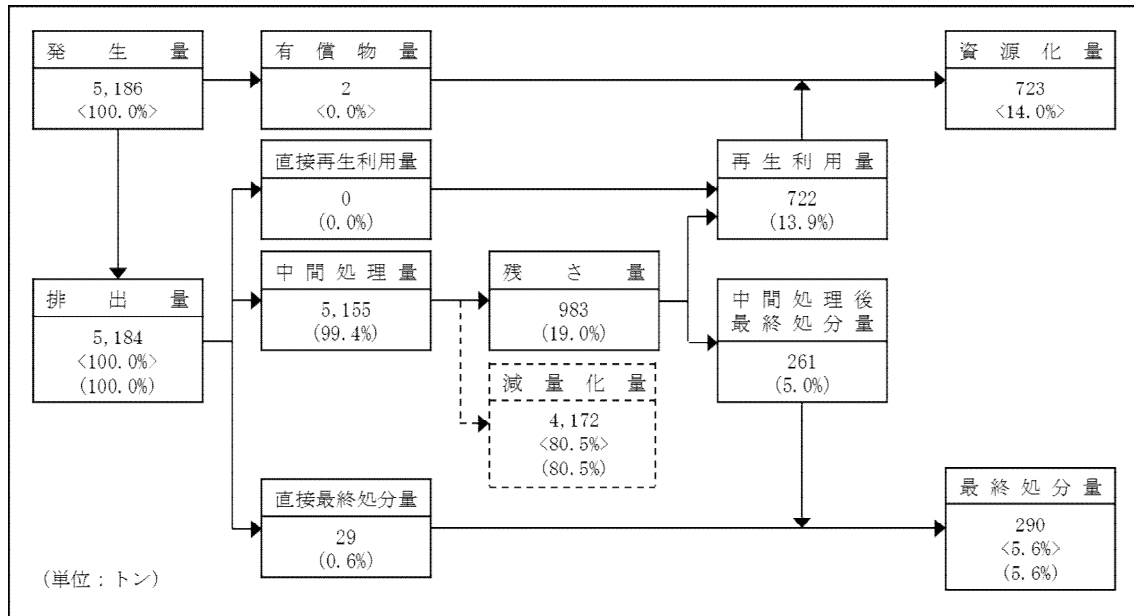 発生量
5,186
<100.0%>
有償物量
2
<0.0%>
資源化量
723
<14.0%>
直接再生利用量
0
(0.0%)
再生利用量
722
(13.9%)
排出量
5,184
<100.0%>
(100.0%)
中間処理量
5,155
(99.4%)
残さ量
983
(19.0%)
中間処理後
最終処分量
261
(5.0%)
減量化量
4,172
<80.5%>
(80.5%)
直接最終処分量
29
(0.6%)
最終処分量
290
<5.6%>
(5.6%)
(単位：トン)